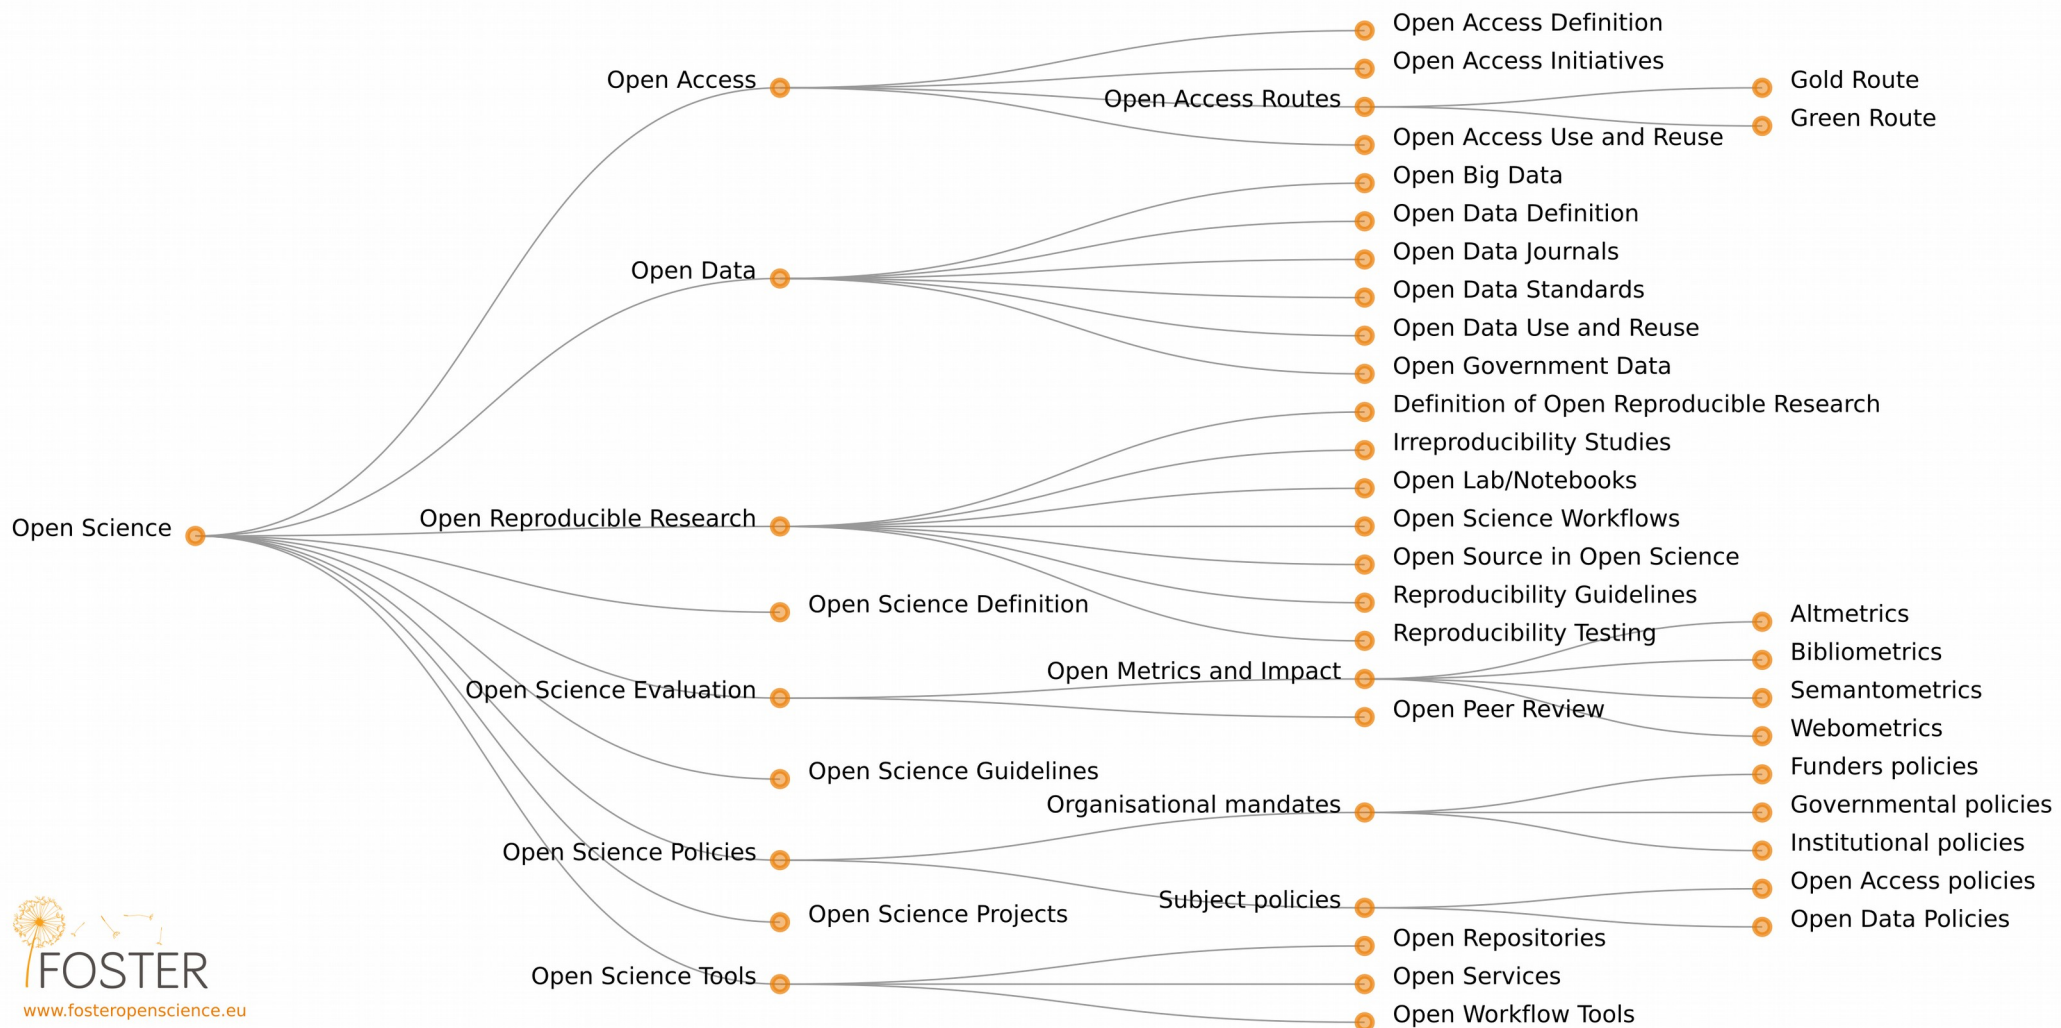 Open Science
Open Access
Open Access Definition
Open Access Initiatives
Open Access Routes
Gold Route
Green Route
Open Access Use and Reuse
Open Data
Open Big Data
Open Data Definition
Open Data Journals
Open Data Standards
Open Data Use and Reuse
Open Government Data
Open Reproducible Research
Definition of Open Reproducible Research
Irreproducibility Studies
Open Lab/Notebooks
Open Science Workflows
Open Source in Open Science
Reproducibility Guidelines
Reproducibility Testing
Open Science Definition
Open Science Evaluation
Open Metrics and Impact
Altmetrics
Bibliometrics
Semantometrics
Webometrics
Open Peer Review
Open Science Guidelines
Open Science Policies
Organisational mandates
Funders policies
Governmental policies
Institutional policies
Subject policies
Open Access policies
Open Data Policies
Open Science Projects
Open Science Tools
Open Repositories
Open Services
Open Workflow Tools
FOSTER
www.fosteropenscience.eu